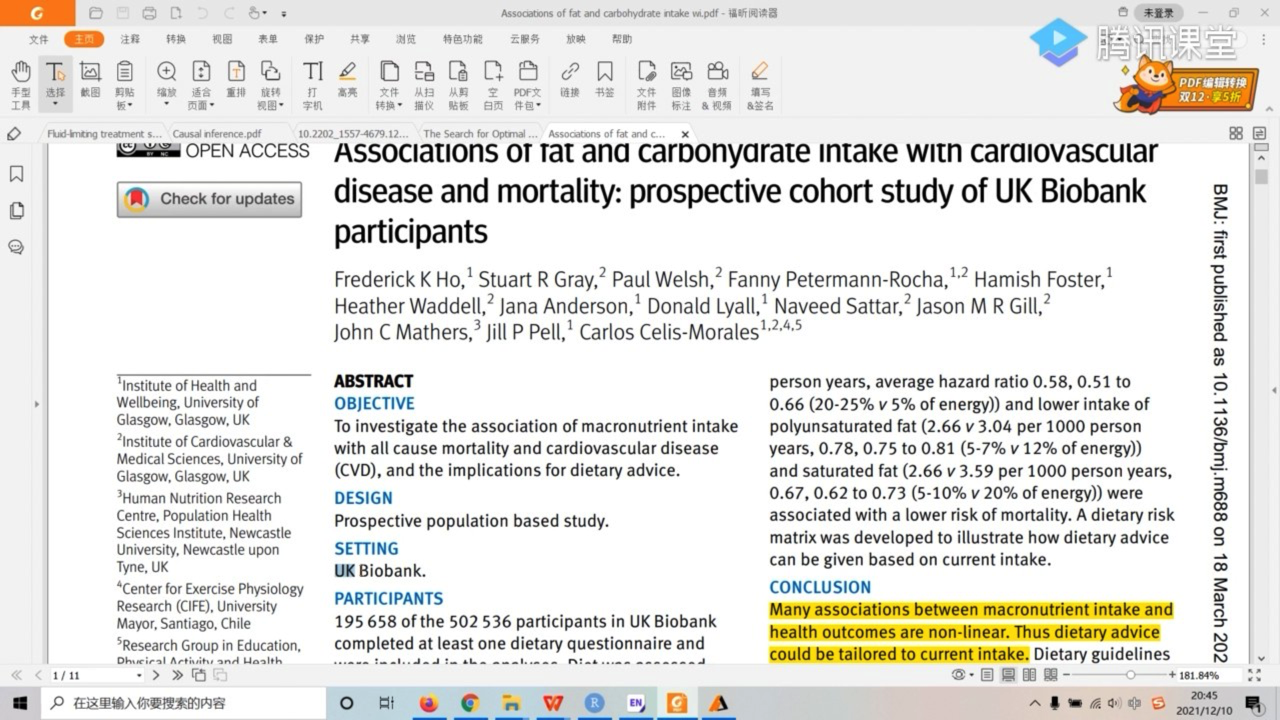 Associations of fat and carbohydrate intake wi.pdf - 福昕阅读器
未登录
文件 主页 注释 转换 视图 表单 保护 共享 浏览 特色功能 云服务 放映 帮助
腾讯课堂
手型工具 选择 截图 剪贴板 缩放 适合页面 重排 旋转视图 打字机 高亮 文件转换 从扫描仪 从剪贴板 空白页 PDF文件包 链接 书签 文件附件 图像标注 音频&视频 填写&签名
PDF编辑转换
双12·享5折
Fluid-limiting treatment s... Causal inference.pdf 10.2202_1557-4679.12... The Search for Optimal ... Associations of fat and c...
OPEN ACCESS
Check for updates
Associations of fat and carbohydrate intake with cardiovascular
disease and mortality: prospective cohort study of UK Biobank
participants
Frederick K Ho,1 Stuart R Gray,2 Paul Welsh,2 Fanny Petermann-Rocha,1,2 Hamish Foster,1
Heather Waddell,2 Jana Anderson,1 Donald Lyall,1 Naveed Sattar,2 Jason M R Gill,2
John C Mathers,3 Jill P Pell,1 Carlos Celis-Morales1,2,4,5
1Institute of Health and
Wellbeing, University of
Glasgow, Glasgow, UK
2Institute of Cardiovascular &
Medical Sciences, University of
Glasgow, Glasgow, UK
3Human Nutrition Research
Centre, Population Health
Sciences Institute, Newcastle
University, Newcastle upon
Tyne, UK
4Center for Exercise Physiology
Research (CIFE), University
Mayor, Santiago, Chile
5Research Group in Education,
Physical Activity and Health
ABSTRACT
OBJECTIVE
To investigate the association of macronutrient intake
with all cause mortality and cardiovascular disease
(CVD), and the implications for dietary advice.
DESIGN
Prospective population based study.
SETTING
UK Biobank.
PARTICIPANTS
195 658 of the 502 536 participants in UK Biobank
completed at least one dietary questionnaire and
were included in the analyses. Diet was assessed
person years, average hazard ratio 0.58, 0.51 to
0.66 (20-25% v 5% of energy)) and lower intake of
polyunsaturated fat (2.66 v 3.04 per 1000 person
years, 0.78, 0.75 to 0.81 (5-7% v 12% of energy))
and saturated fat (2.66 v 3.59 per 1000 person years,
0.67, 0.62 to 0.73 (5-10% v 20% of energy)) were
associated with a lower risk of mortality. A dietary risk
matrix was developed to illustrate how dietary advice
can be given based on current intake.
CONCLUSION
Many associations between macronutrient intake and
health outcomes are non-linear. Thus dietary advice
could be tailored to current intake. Dietary guidelines
BMJ: first published as 10.1136/bmj.m688 on 18 March 202
1 / 11
181.84%
在这里输入你要搜索的内容
EN
20:45
2021/12/10